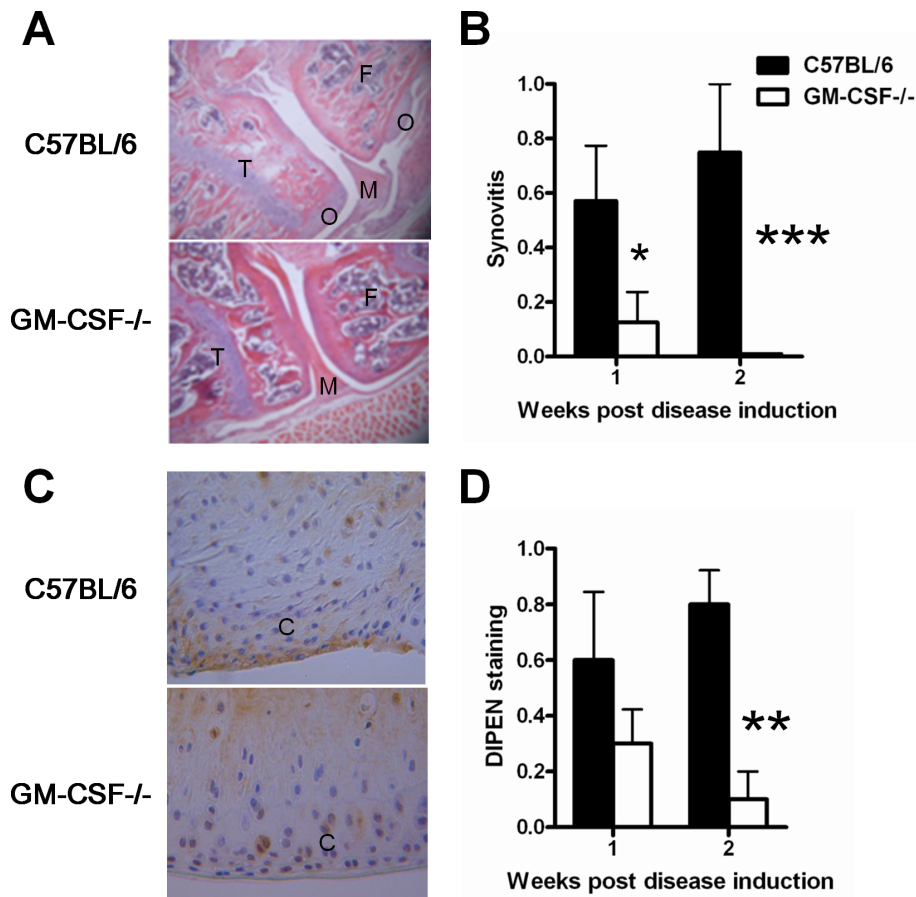 A
C57BL/6
F
O
T
M
O
GM-CSF-/-
F
T
M
B
C57BL/6
GM-CSF-/-
1.0
0.8
0.6
0.4
0.2
0.0
Synovitis
*
***
1 2
Weeks post disease induction
C
C57BL/6
C
GM-CSF-/-
C
D
1.0
0.8
0.6
0.4
0.2
0.0
DIPEN staining
**
1 2
Weeks post disease induction